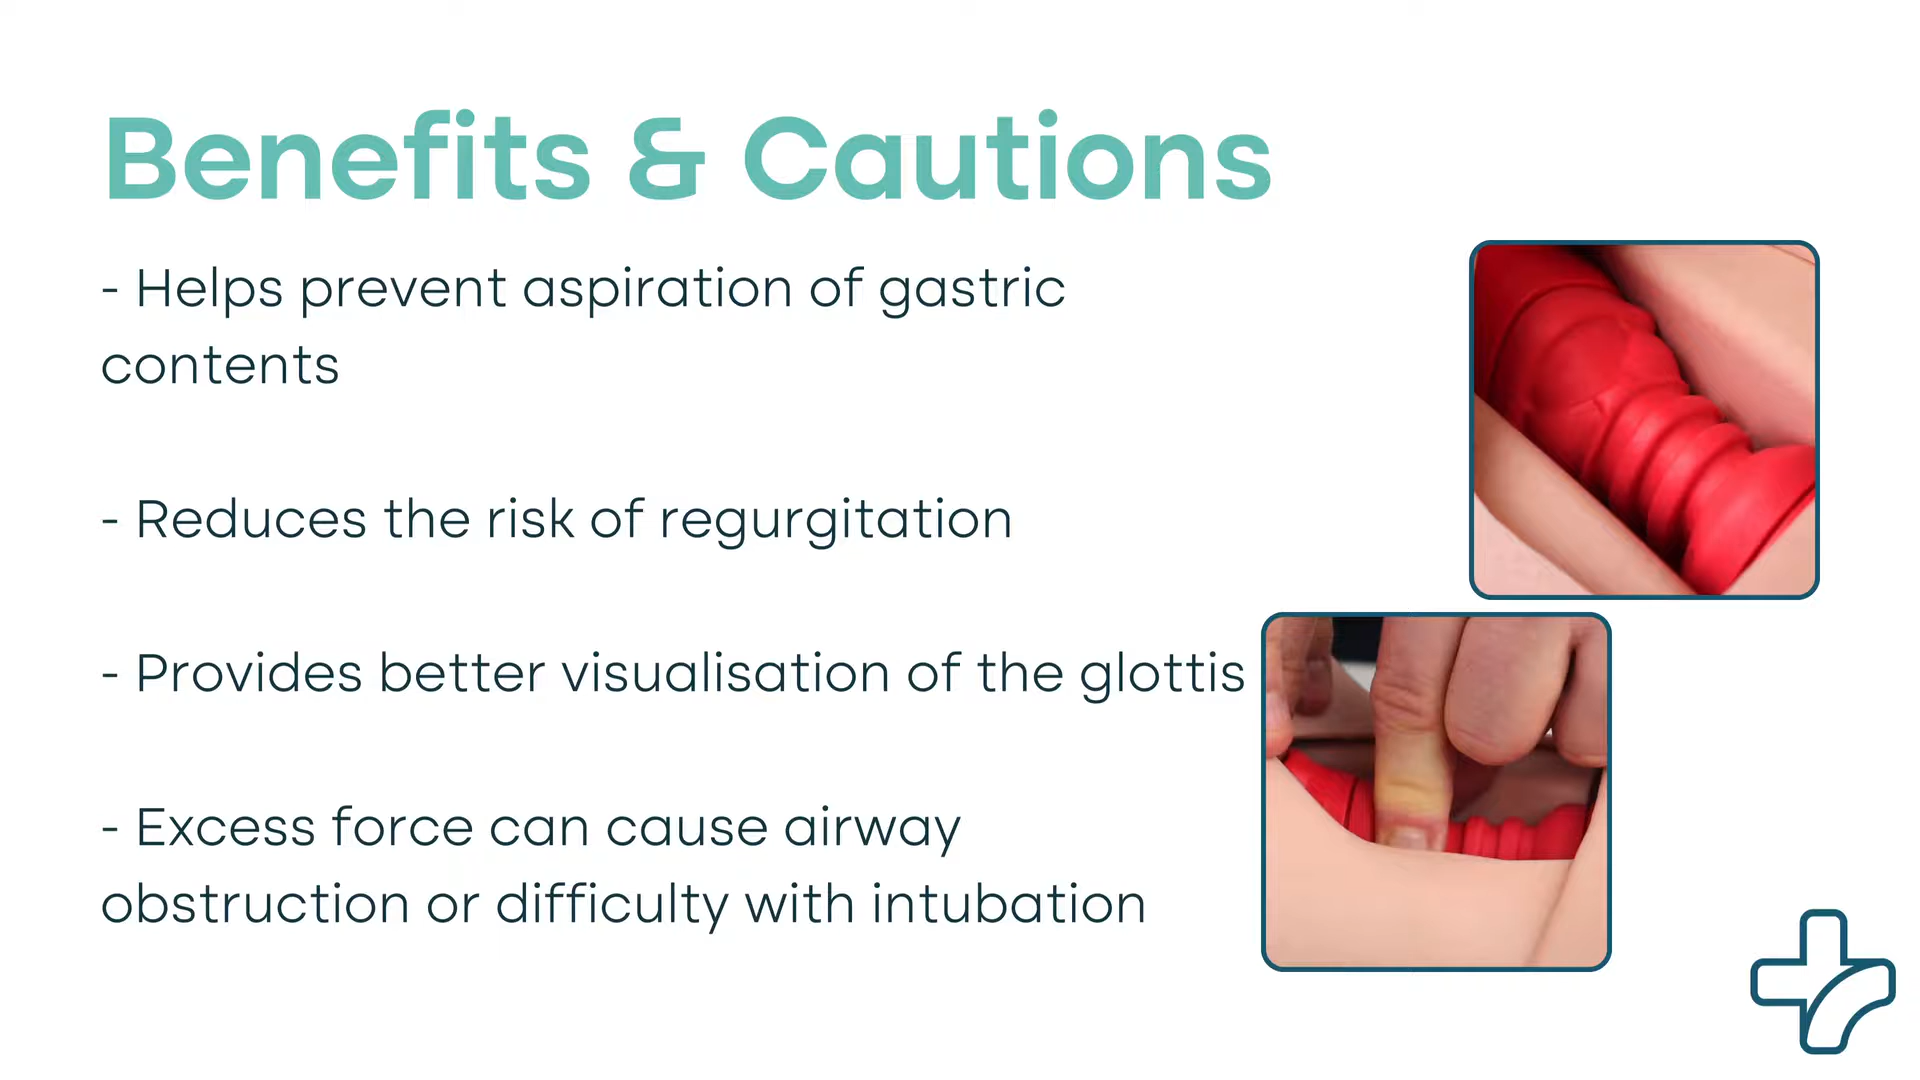 Benefits & Cautions
- Helps prevent aspiration of gastric
contents
- Reduces the risk of regurgitation
- Provides better visualisation of the glottis
- Excess force can cause airway
obstruction or difficulty with intubation